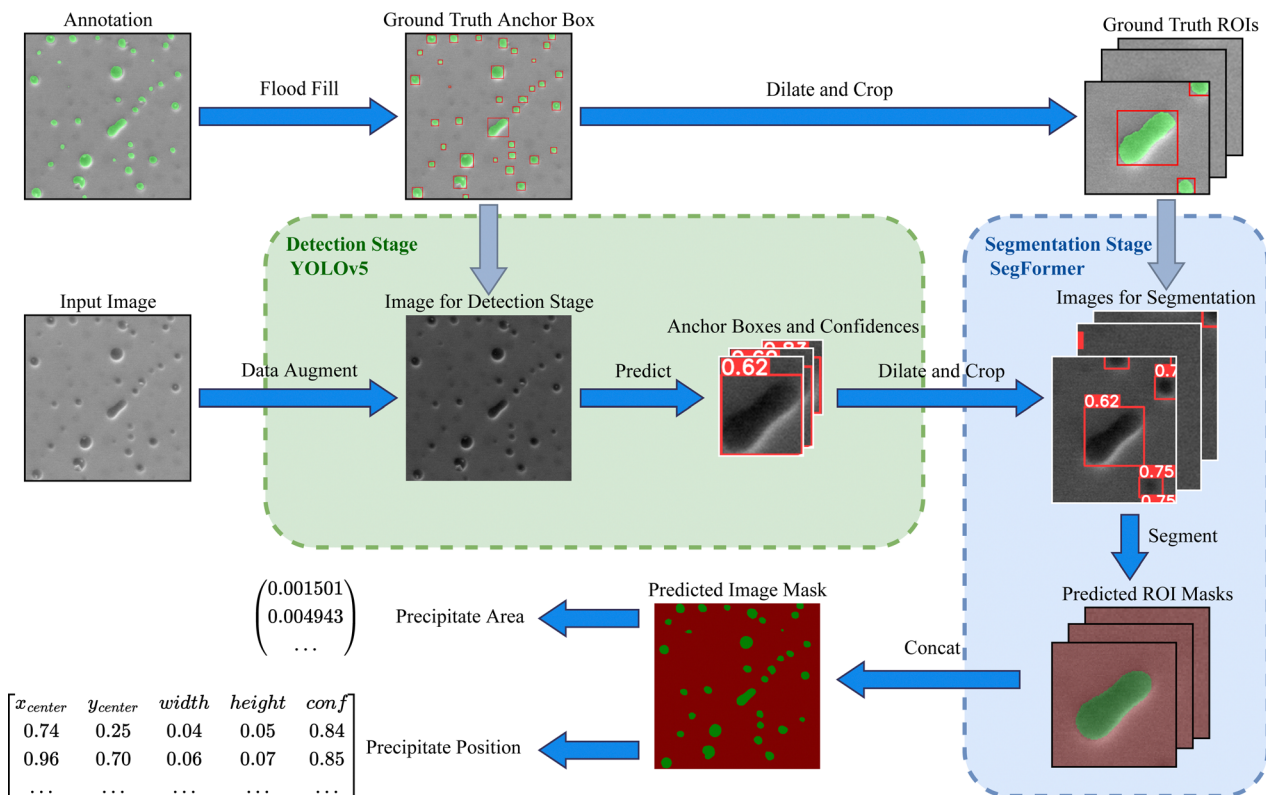 Annotation
Ground Truth Anchor Box
Ground Truth ROIs
Flood Fill
Dilate and Crop
Detection Stage
YOLOv5
Segmentation Stage
SegFormer
Input Image
Image for Detection Stage
Images for Segmentation
Anchor Boxes and Confidences
Data Augment
Predict
Dilate and Crop
0.62
0.62
0.75
Segment
Predicted ROI Masks
Predicted Image Mask
Concat
0.001501
0.004943
...
Precipitate Area
x_center y_center width height conf
0.74 0.25 0.04 0.05 0.84
0.96 0.70 0.06 0.07 0.85
... ... ... ... ...
Precipitate Position